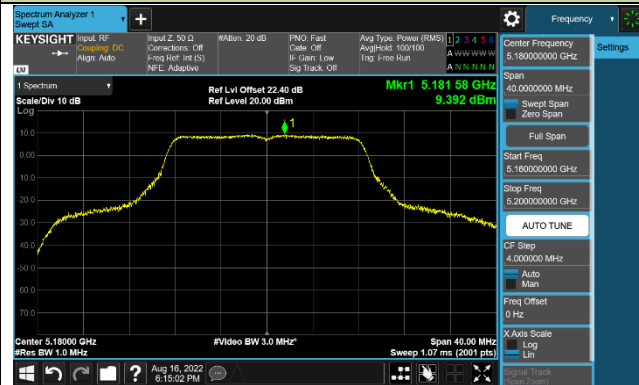 Spectrum Analyzer 1
Swept SA
Frequency
KEYSIGHT
Input: RF
Coupling: DC
Align: Auto
Input Z: 50 Ω
Corrections: Off
Freq Ref: Int (S)
NFE: Adaptive
#Atten: 20 dB
PNO: Fast
Gate: Off
IF Gain: Low
Sig Track: Off
Avg Type: Power (RMS)
Avg|Hold: 100/100
Trig: Free Run
1 2 3 4 5 6
A W W W W W
A N N N N N
LXI
1 Spectrum
Scale/Div 10 dB
Log
Ref Lvl Offset 22.40 dB
Ref Level 20.00 dBm
Mkr1 5.181 58 GHz
9.392 dBm
1
10.0
0.00
-10.0
-20.0
-30.0
-40.0
-50.0
-60.0
-70.0
Center 5.18000 GHz
#Res BW 1.0 MHz
#Video BW 3.0 MHz*
Span 40.00 MHz
Sweep 1.07 ms (2001 pts)
Aug 16, 2022
6:15:02 PM
Center Frequency
5.180000000 GHz
Settings
Span
40.0000000 MHz
Swept Span
Zero Span
Full Span
Start Freq
5.160000000 GHz
Stop Freq
5.200000000 GHz
AUTO TUNE
CF Step
4.000000 MHz
Auto
Man
Freq Offset
0 Hz
X Axis Scale
Log
Lin
Signal Track
(Span Zoom)